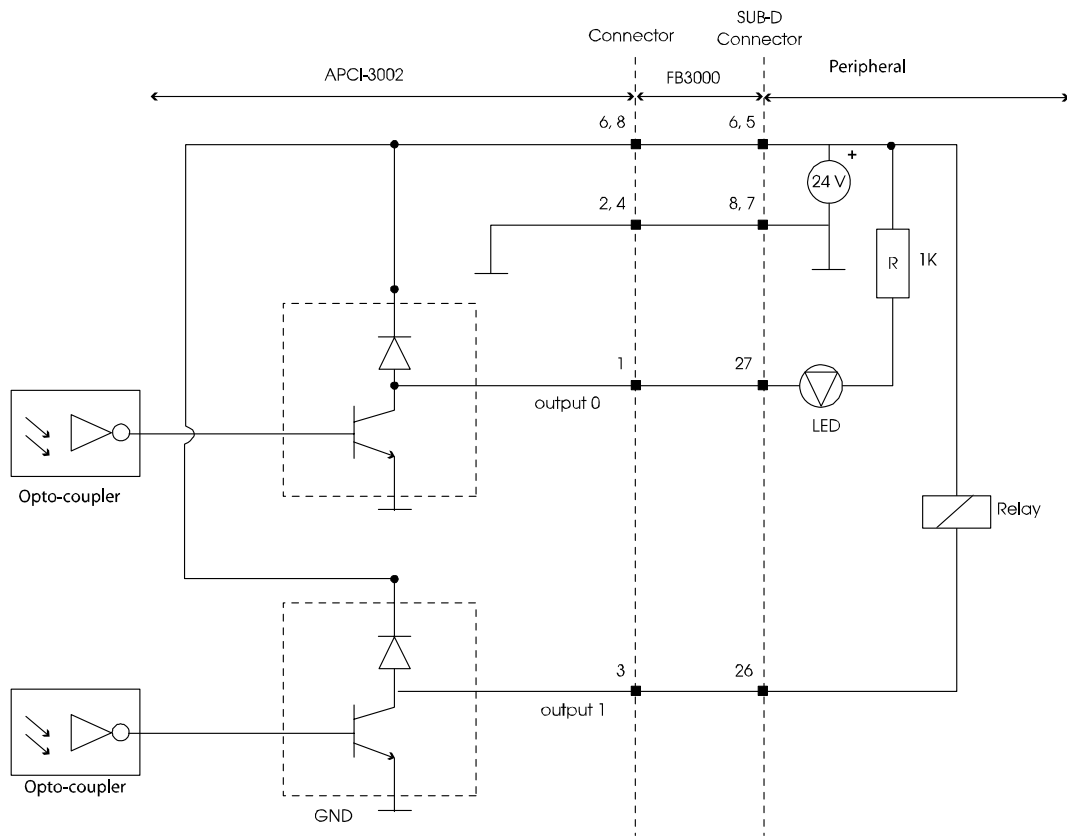 SUB-D
Connector
Connector
APCI-3002
FB3000
Peripheral
6, 8
6, 5
+
24 V
2, 4
8, 7
R
1K
1
27
output 0
LED
Opto-coupler
Relay
3
26
output 1
Opto-coupler
GND